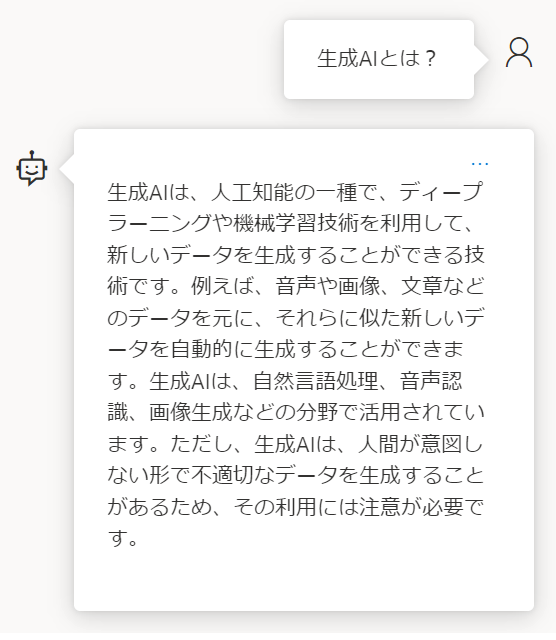 生成AIとは？
...
生成AIは、人工知能の一種で、ディープ
ラーニングや機械学習技術を利用して、
新しいデータを生成することができる技
術です。例えば、音声や画像、文章など
のデータを元に、それらに似た新しいデ
ータを自動的に生成することができま
す。生成AIは、自然言語処理、音声認
識、画像生成などの分野で活用されてい
ます。ただし、生成AIは、人間が意図し
ない形で不適切なデータを生成すること
があるため、その利用には注意が必要で
す。